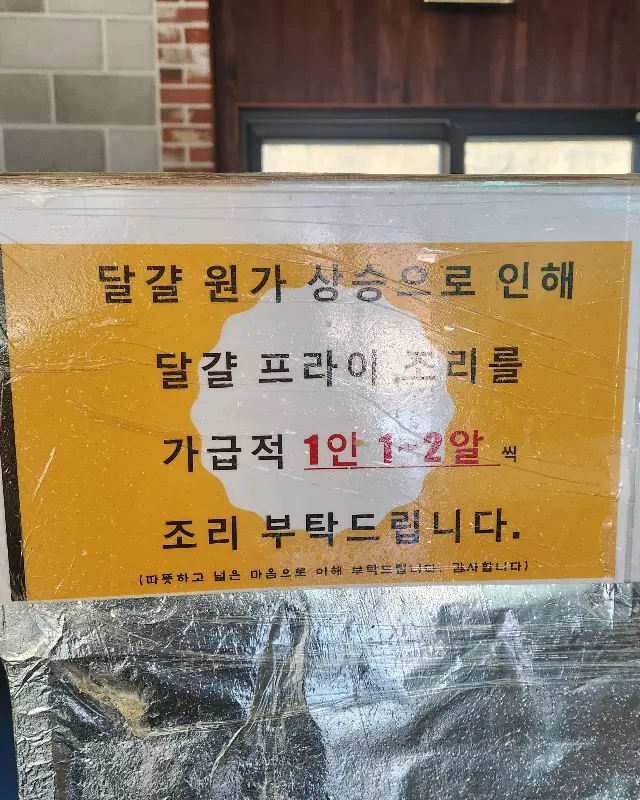 달걀 원가 상승으로 인해
달걀 프라이 조리를
가급적 1인 1~2알 씩
조리 부탁드립니다.
(따뜻하고 넓은 마음으로 이해 부탁드립니다. 감사합니다)